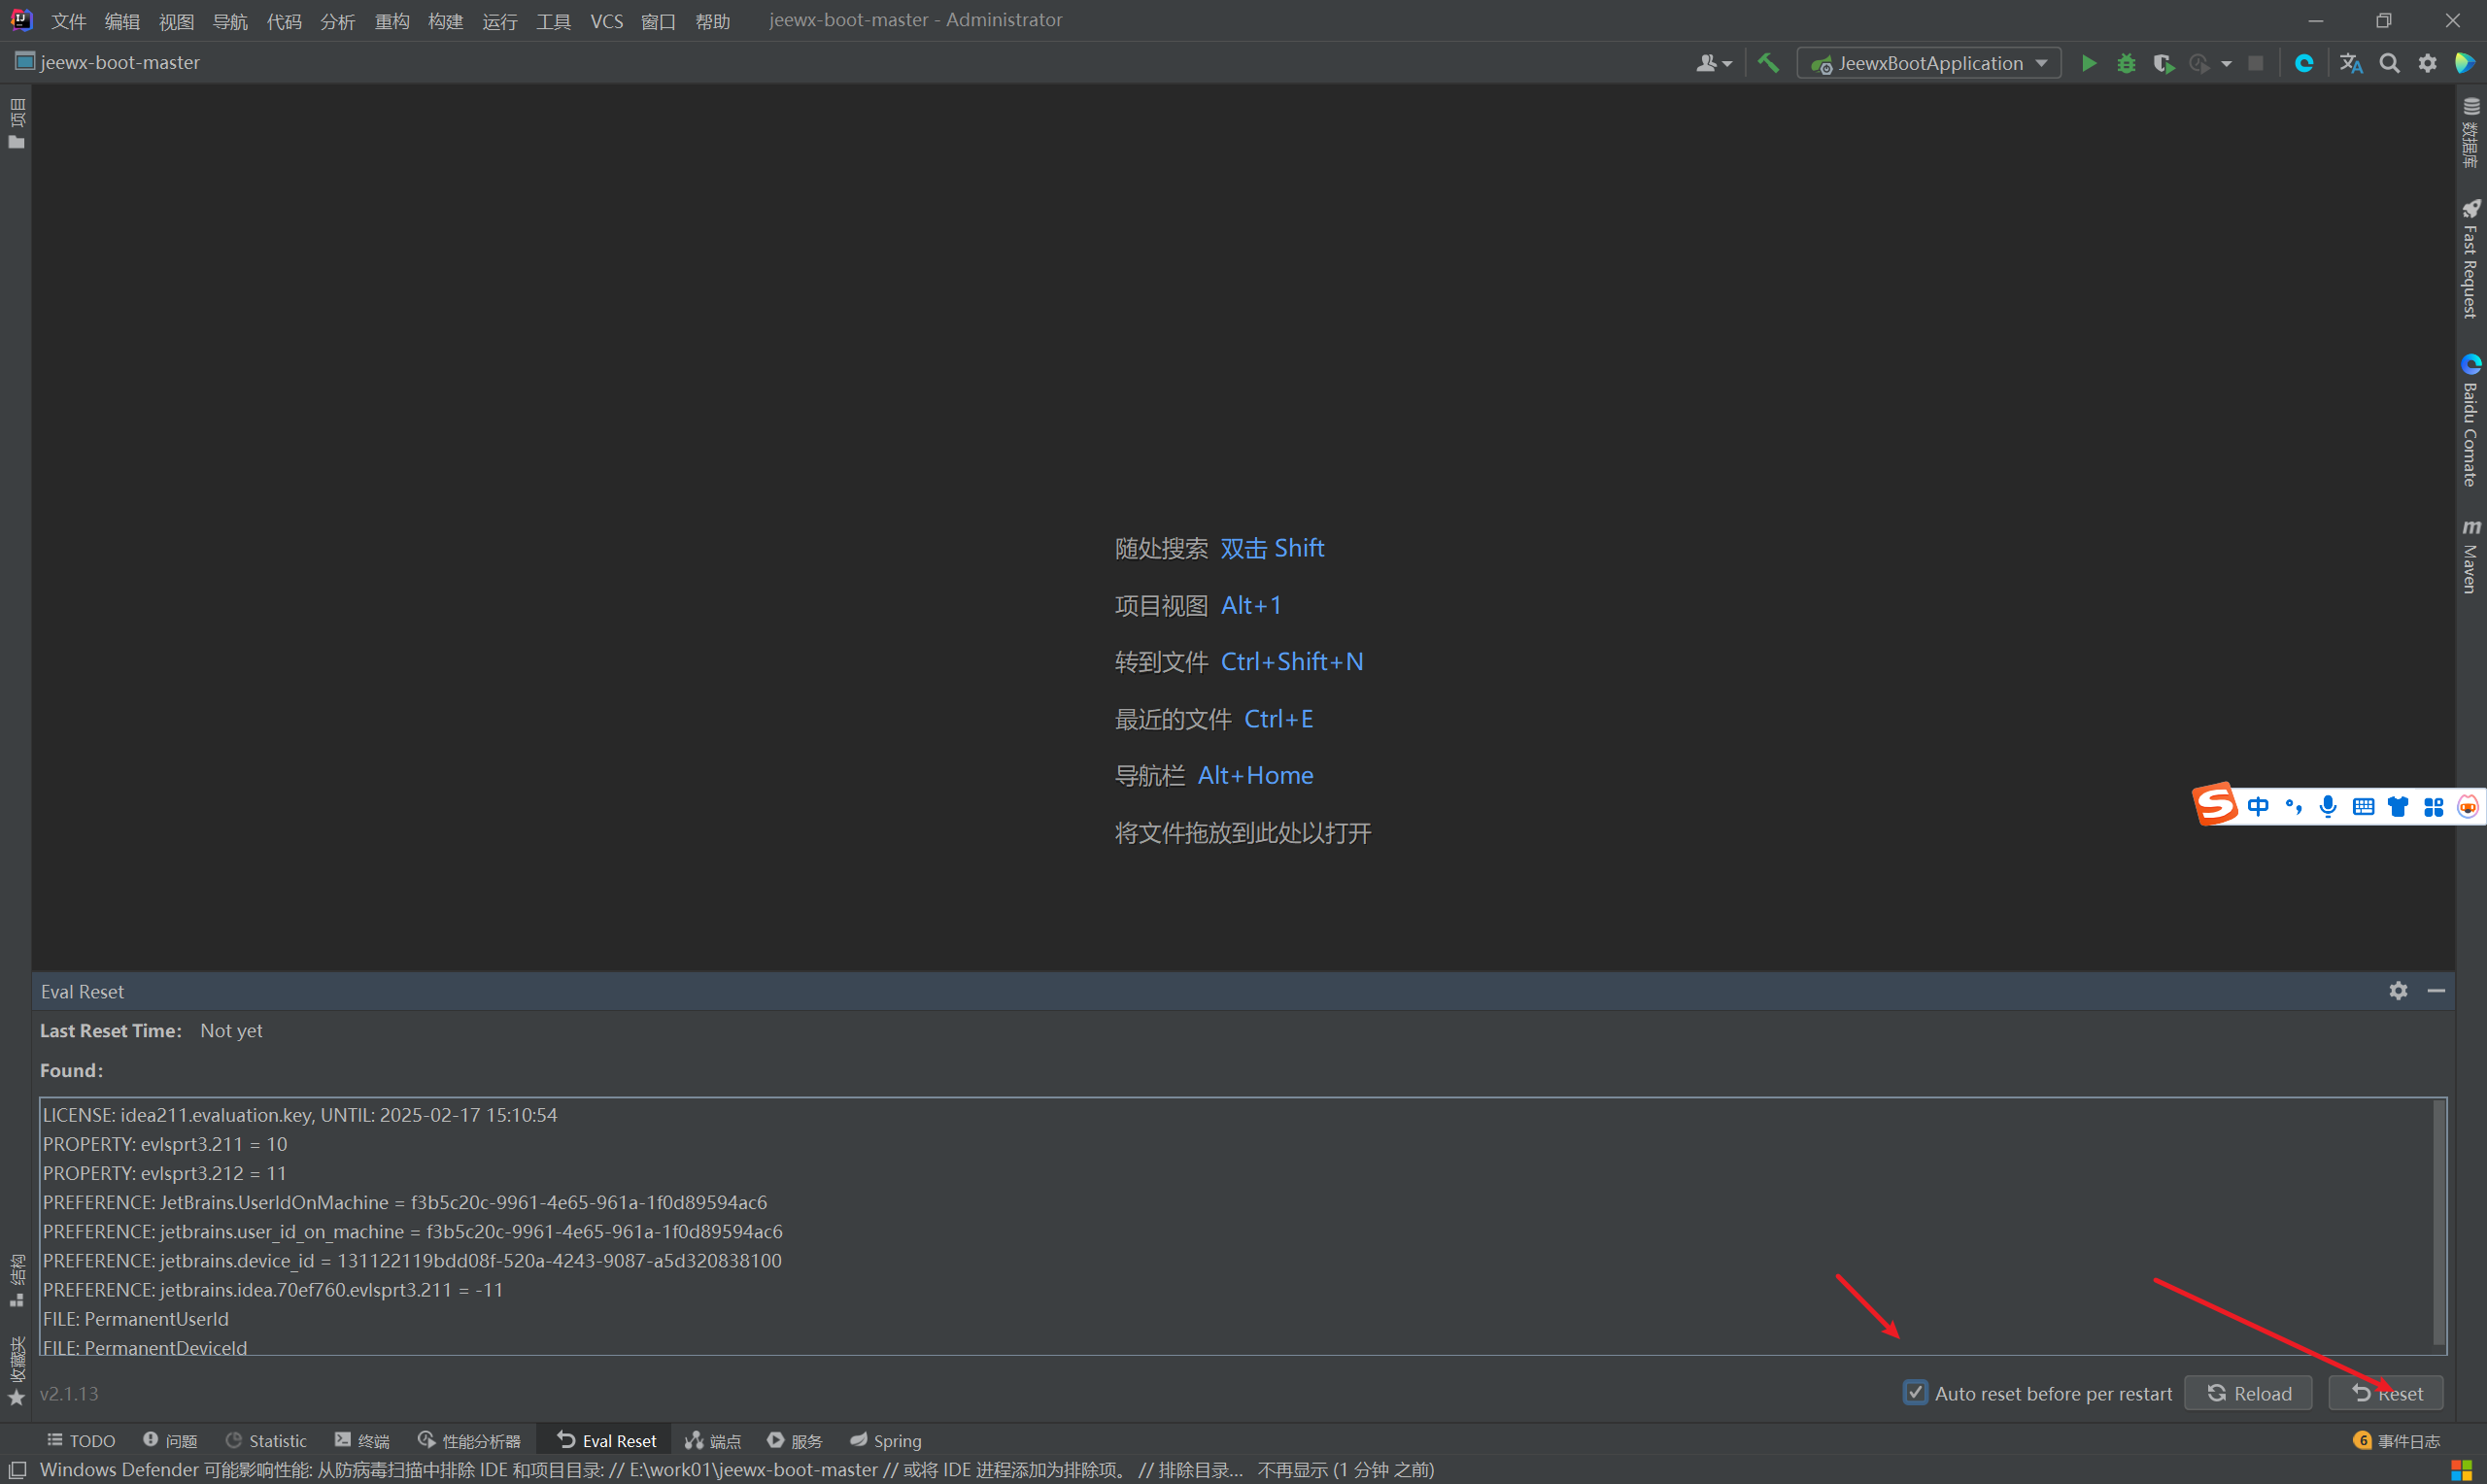 文件 编辑 视图 导航 代码 分析 重构 构建 运行 工具 VCS 窗口 帮助 jeewx-boot-master - Administrator
jeewx-boot-master
JeewxBootApplication
项目
数据库
Fast Request
Baidu Comate
Maven
随处搜索 双击 Shift
项目视图 Alt+1
转到文件 Ctrl+Shift+N
最近的文件 Ctrl+E
导航栏 Alt+Home
将文件拖放到此处以打开
中
Eval Reset
Last Reset Time: Not yet
Found:
LICENSE: idea211.evaluation.key, UNTIL: 2025-02-17 15:10:54
PROPERTY: evlsprt3.211 = 10
PROPERTY: evlsprt3.212 = 11
PREFERENCE: JetBrains.UserIdOnMachine = f3b5c20c-9961-4e65-961a-1f0d89594ac6
PREFERENCE: jetbrains.user_id_on_machine = f3b5c20c-9961-4e65-961a-1f0d89594ac6
PREFERENCE: jetbrains.device_id = 131122119bdd08f-520a-4243-9087-a5d320838100
PREFERENCE: jetbrains.idea.70ef760.evlsprt3.211 = -11
FILE: PermanentUserId
FILE: PermanentDeviceId
结构
收藏夹
v2.1.13
Auto reset before per restart Reload Reset
TODO 问题 Statistic 终端 性能分析器 Eval Reset 端点 服务 Spring 6 事件日志
Windows Defender 可能影响性能: 从防病毒扫描中排除 IDE 和项目目录: // E:\work01\jeewx-boot-master // 或将 IDE 进程添加为排除项。 // 排除目录... 不再显示 (1 分钟 之前)